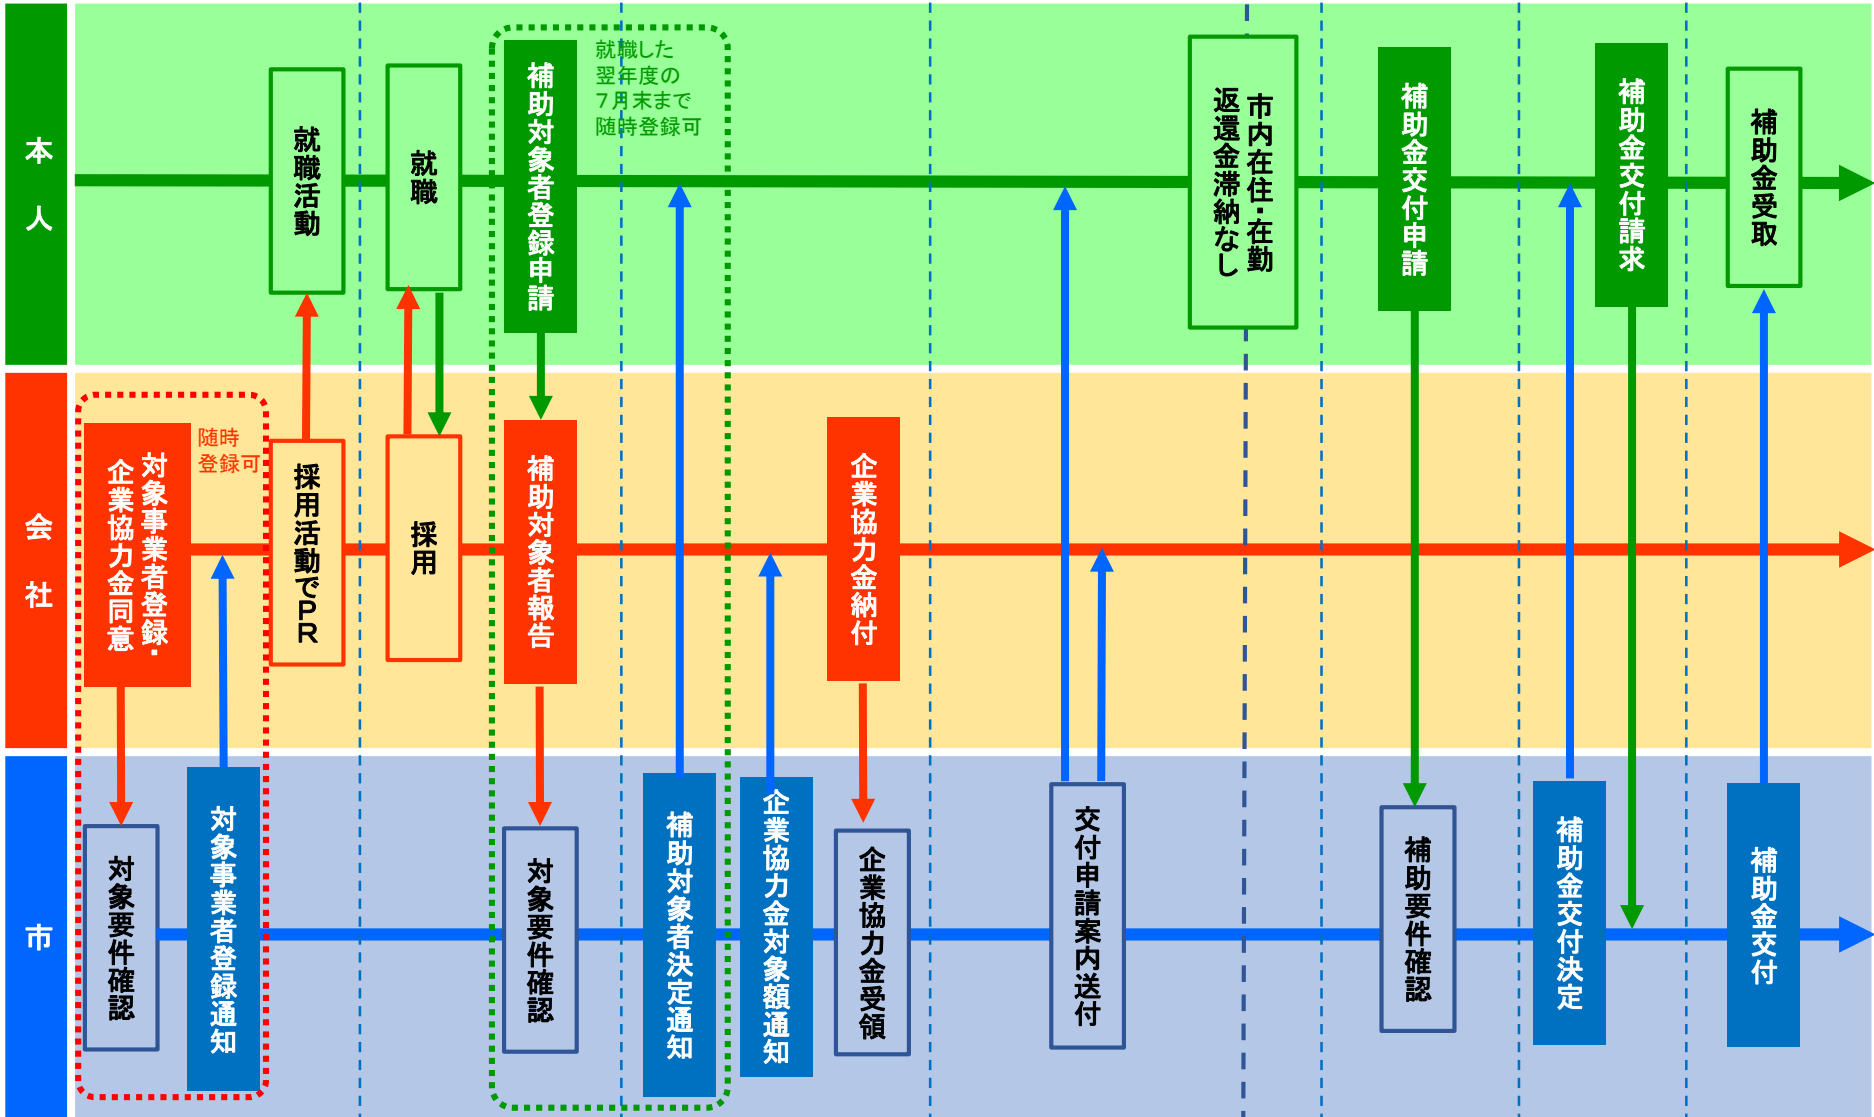 本人
就職活動
就職
補助対象者登録申請
就職した
翌年度の
７月末まで
随時登録可
市内在住・在勤
返還金滞納なし
補助金交付申請
補助金交付請求
補助金受取
会社
対象事業者登録・
企業協力金同意
随時
登録可
採用活動でＰＲ
採用
補助対象者報告
企業協力金納付
市
対象要件確認
対象事業者登録通知
対象要件確認
補助対象者決定通知
企業協力金対象額通知
企業協力金受領
交付申請案内送付
補助要件確認
補助金交付決定
補助金交付